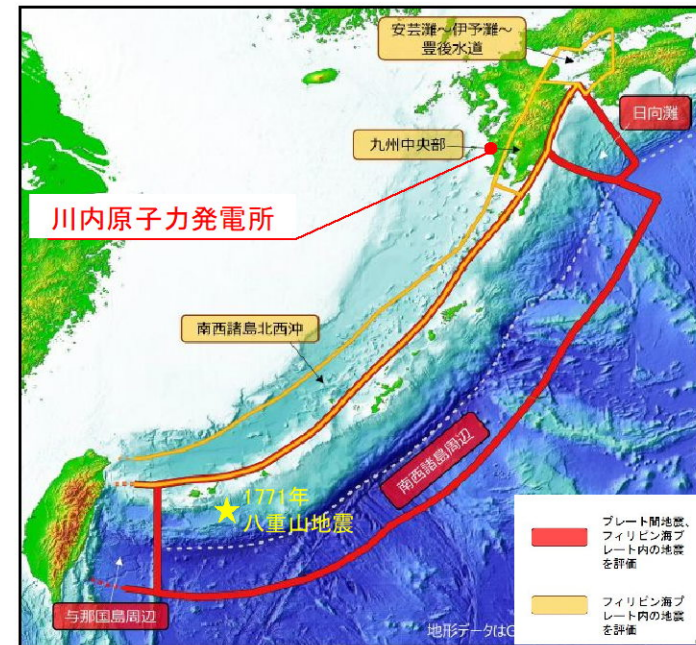 安芸灘～伊予灘～
豊後水道
日向灘
九州中央部
川内原子力発電所
南西諸島北西沖
南西諸島周辺
1771年
八重山地震
与那国島周辺
プレート間地震、
フィリピン海プ
レート内の地震
を評価
フィリピン海プ
レート内の地震
を評価
地形データはG